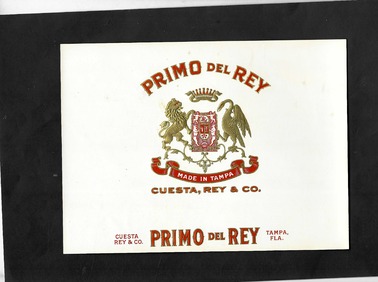 PRIMO DEL REY
MADE IN TAMPA
CUESTA, REY & CO.
CUESTA
REY & CO.
PRIMO DEL REY
TAMPA,
FLA.